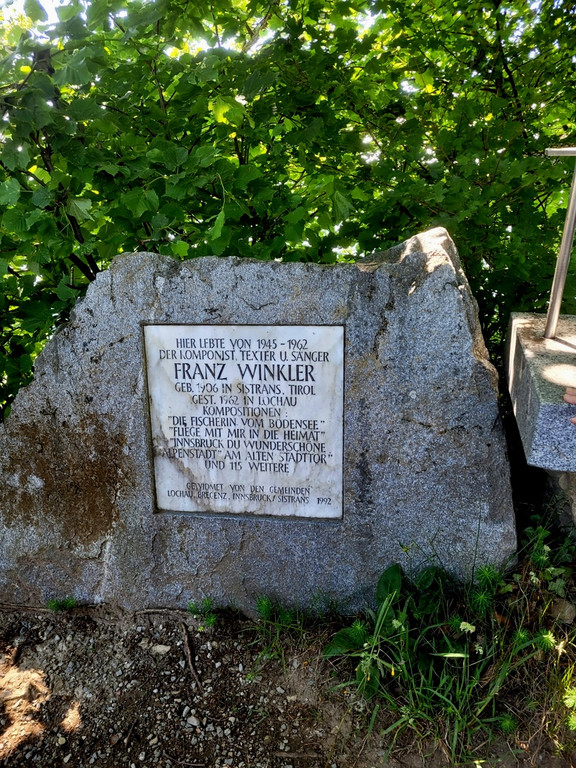 HIER LEBTE VON 1945 - 1962
DER KOMPONIST, TEXTER U. SÄNGER
FRANZ WINKLER
GEB. 1906 IN SISTRANS, TIROL
GEST. 1962 IN LOCHAU
KOMPOSITIONEN :
"DIE FISCHERIN VOM BODENSEE"
"FLIEGE MIT MIR IN DIE HEIMAT"
"INNSBRUCK DU WUNDERSCHÖNE
ALPENSTADT" "AM ALTEN STADTTOR"
UND 115 WEITERE
GEWIDMET VON DEN GEMEINDEN
LOCHAU, BREGENZ, INNSBRUCK/SISTRANS 1992